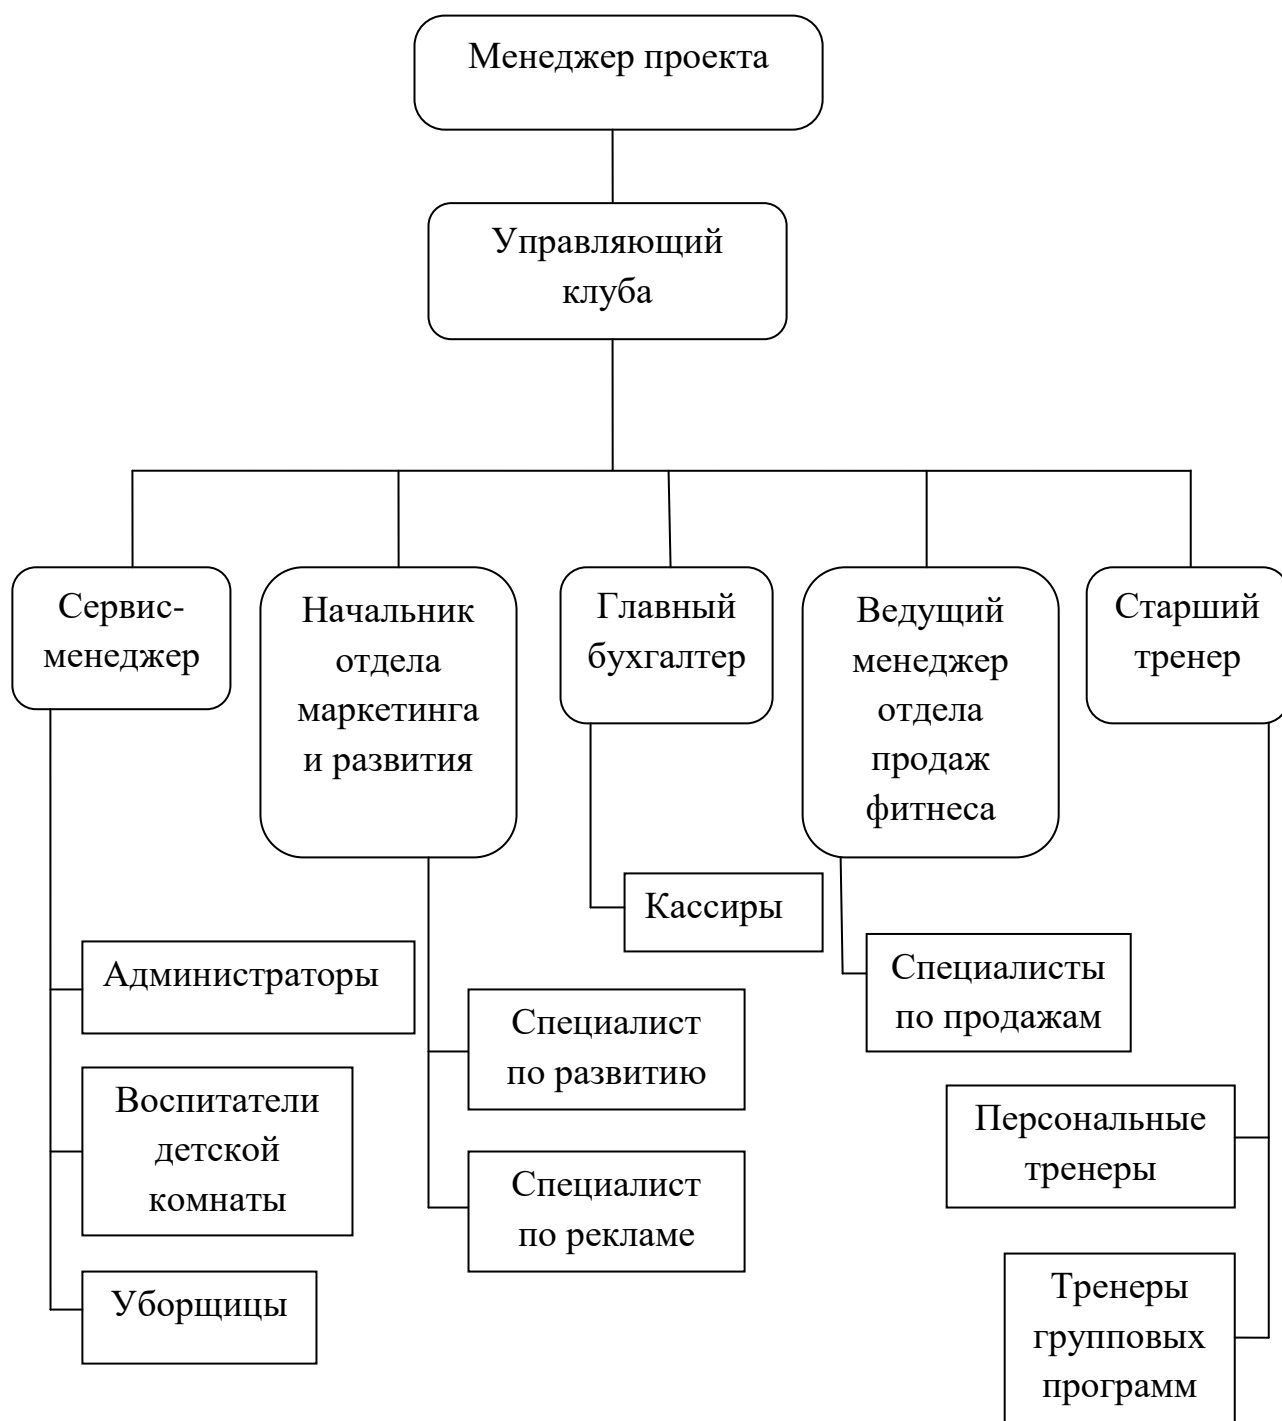 Менеджер проекта
Управляющий
клуба
Сервис-
менеджер
Начальник
отдела
маркетинга
и развития
Главный
бухгалтер
Ведущий
менеджер
отдела
продаж
фитнеса
Старший
тренер
Кассиры
Администраторы
Специалисты
по продажам
Специалист
по развитию
Воспитатели
детской
комнаты
Персональные
тренеры
Специалист
по рекламе
Уборщицы
Тренеры
групповых
программ